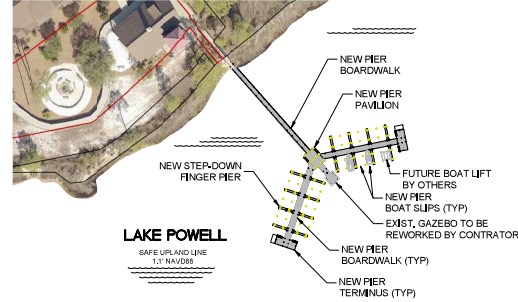 NEW PIER
BOARDWALK
NEW PIER
PAVILION
NEW STEP-DOWN
FINGER PIER
FUTURE BOAT LIFT
BY OTHERS
NEW PIER
BOAT SLIPS (TYP)
EXIST. GAZEBO TO BE
REWORKED BY CONTRATOR
LAKE POWELL
SAFE UPLAND LINE
1.1' NAVD88
NEW PIER
BOARDWALK (TYP)
NEW PIER
TERMINUS (TYP)